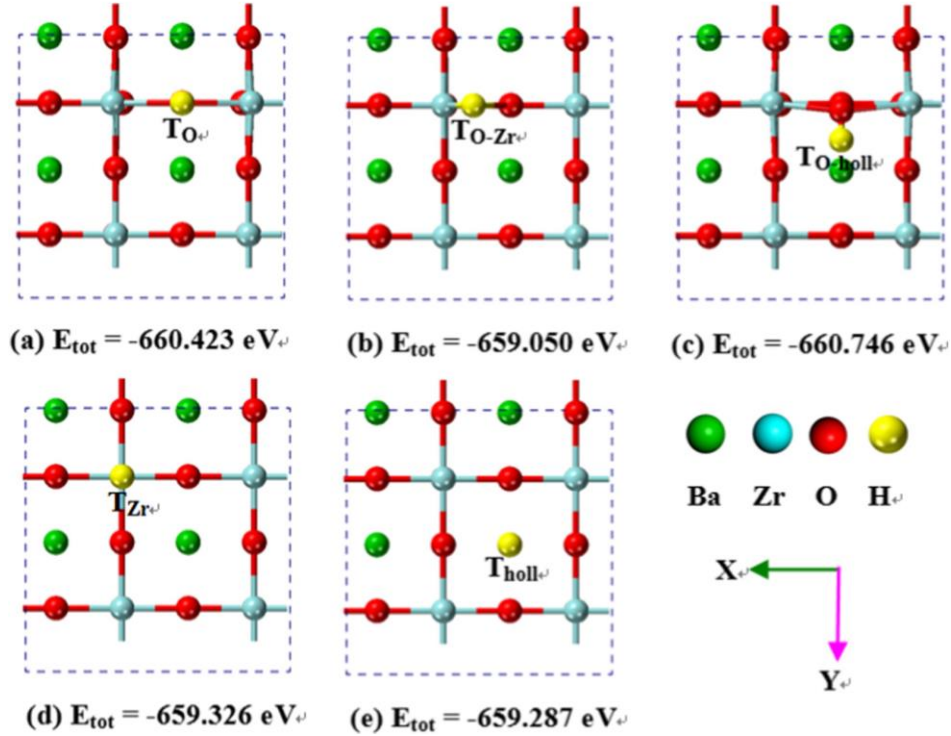 T_O↵
T_O-Zr↵
T_O-holl↵
(a) E_tot = -660.423 eV↵
(b) E_tot = -659.050 eV↵
(c) E_tot = -660.746 eV↵
T_Zr↵
T_holl↵
Ba Zr O H↵
X↵
Y↵
(d) E_tot = -659.326 eV↵
(e) E_tot = -659.287 eV↵